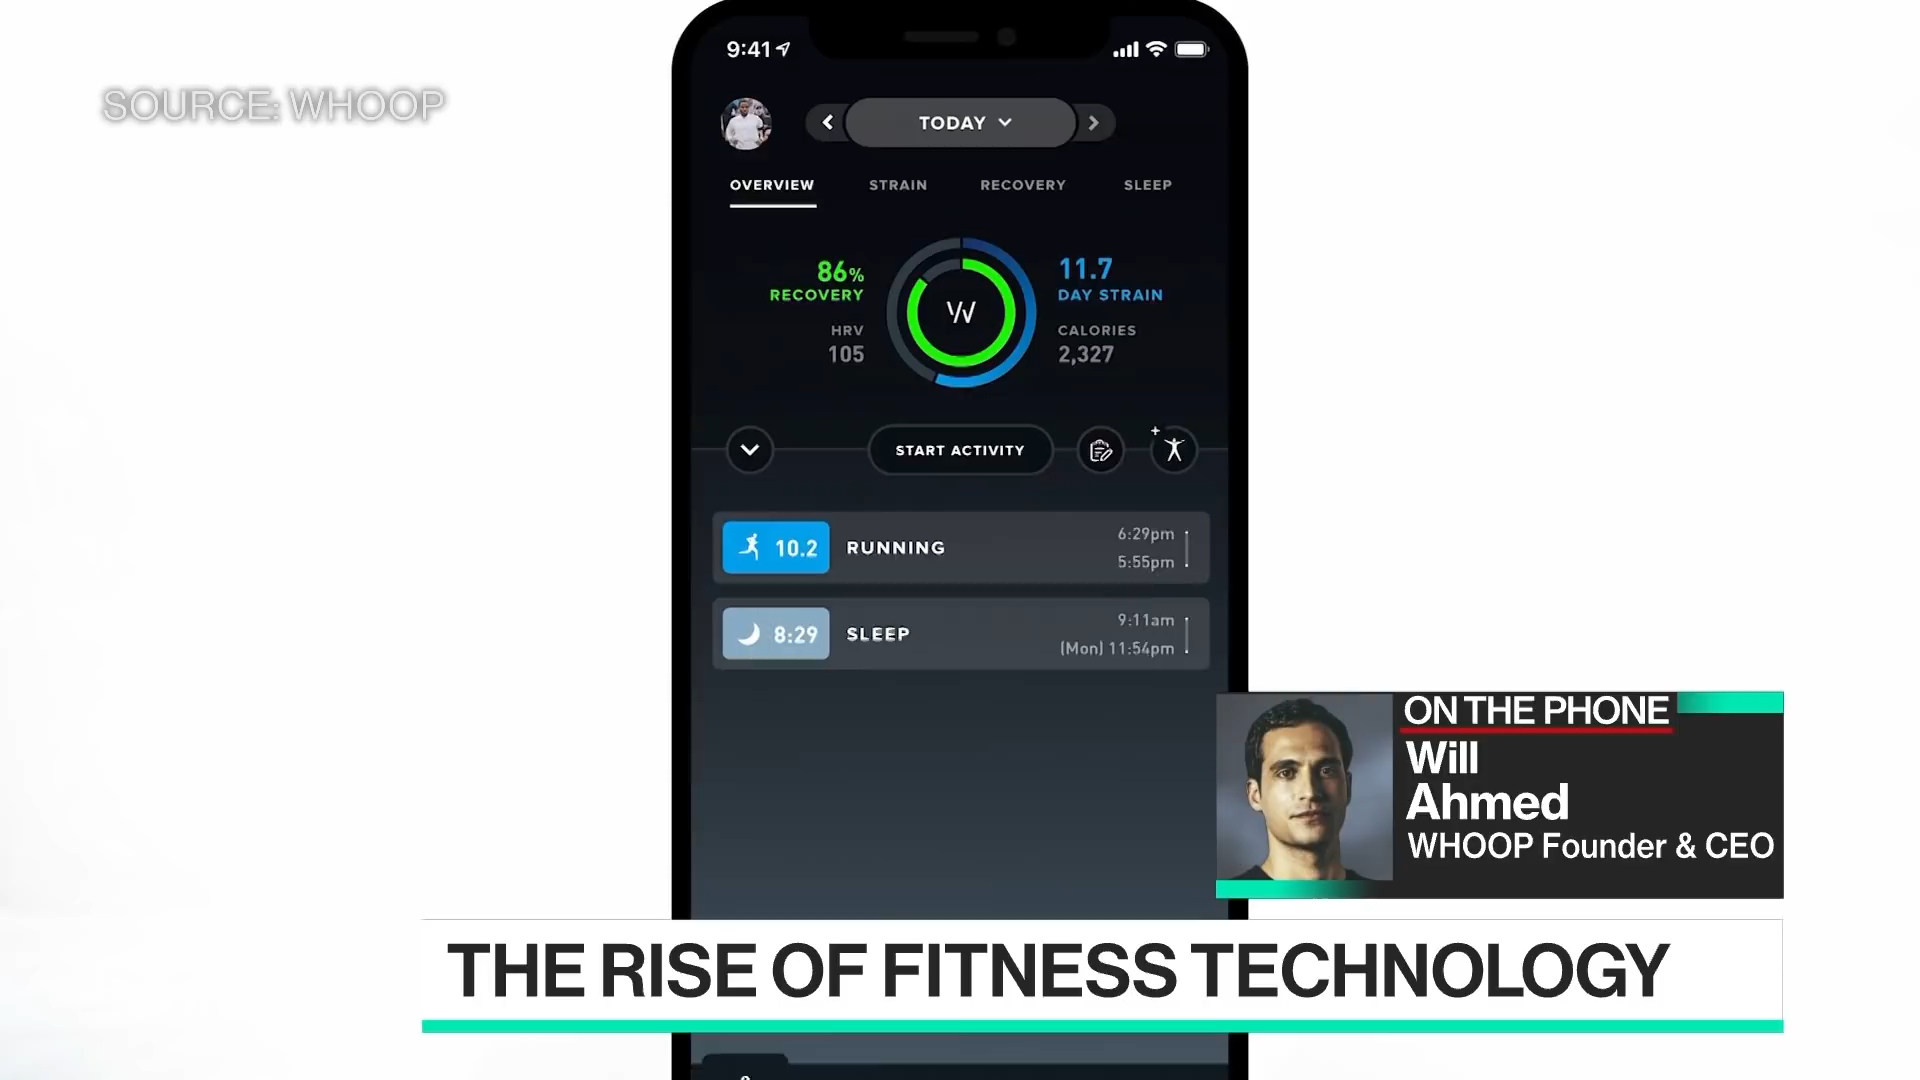 9:41
SOURCE: WHOOP
TODAY
OVERVIEW STRAIN RECOVERY SLEEP
86%
RECOVERY
HRV
105
W
11.7
DAY STRAIN
CALORIES
2,327
START ACTIVITY
10.2 RUNNING 6:29pm
5:55pm
8:29 SLEEP 9:11am
(Mon) 11:54pm
ON THE PHONE
Will
Ahmed
WHOOP Founder & CEO
THE RISE OF FITNESS TECHNOLOGY